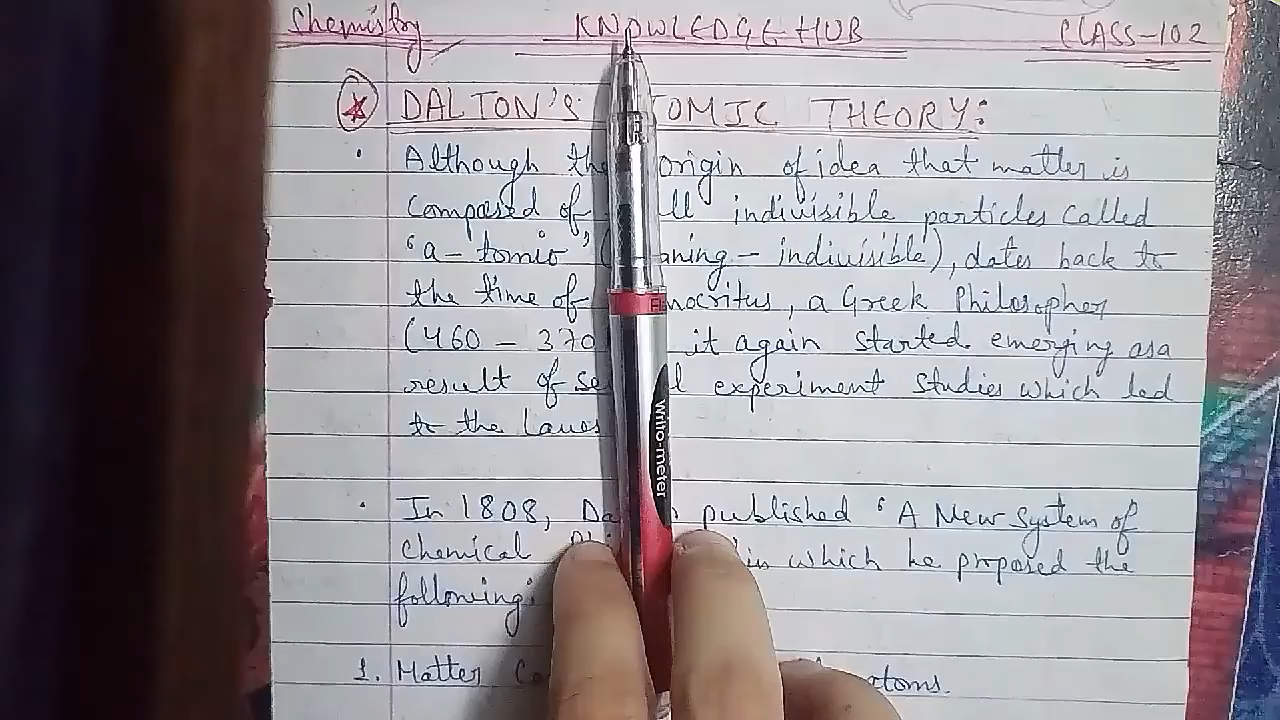 Chemistry KNOWLEDGE HUB CLASS-102
DALTON'S TOMIC THEORY:
Although the origin of idea that matter is
Composed of ll indivisible particles called
'a-tomio' ( aning - indivisible), dates back to
the time of mocritus, a Greek Philosopher
(460 - 370 it again started emerging as a
result of se l experiment studies which led
to the Laws
In 1808, Da n published 'A New System of
Chemical in which he proposed the
following:
1. Matter Co atoms.
Writo-meter